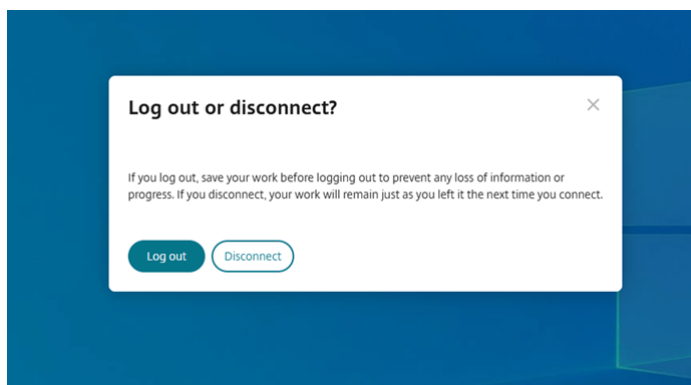 Log out or disconnect?
If you log out, save your work before logging out to prevent any loss of information or
progress. If you disconnect, your work will remain just as you left it the next time you connect.
Log out
Disconnect